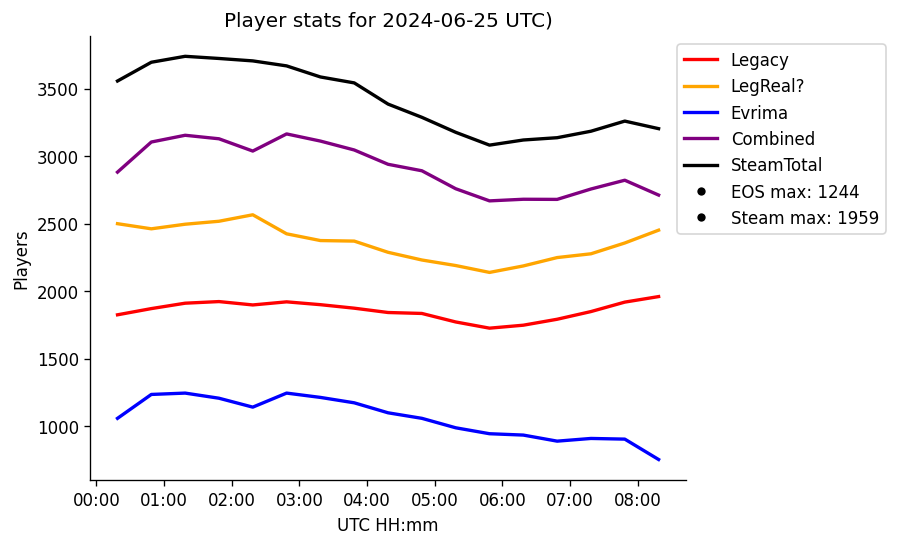 Player stats for 2024-06-25 UTC)
Legacy
LegReal?
Evrima
Combined
SteamTotal
EOS max: 1244
Steam max: 1959
Players
3500
3000
2500
2000
1500
1000
00:00 01:00 02:00 03:00 04:00 05:00 06:00 07:00 08:00
UTC HH:mm